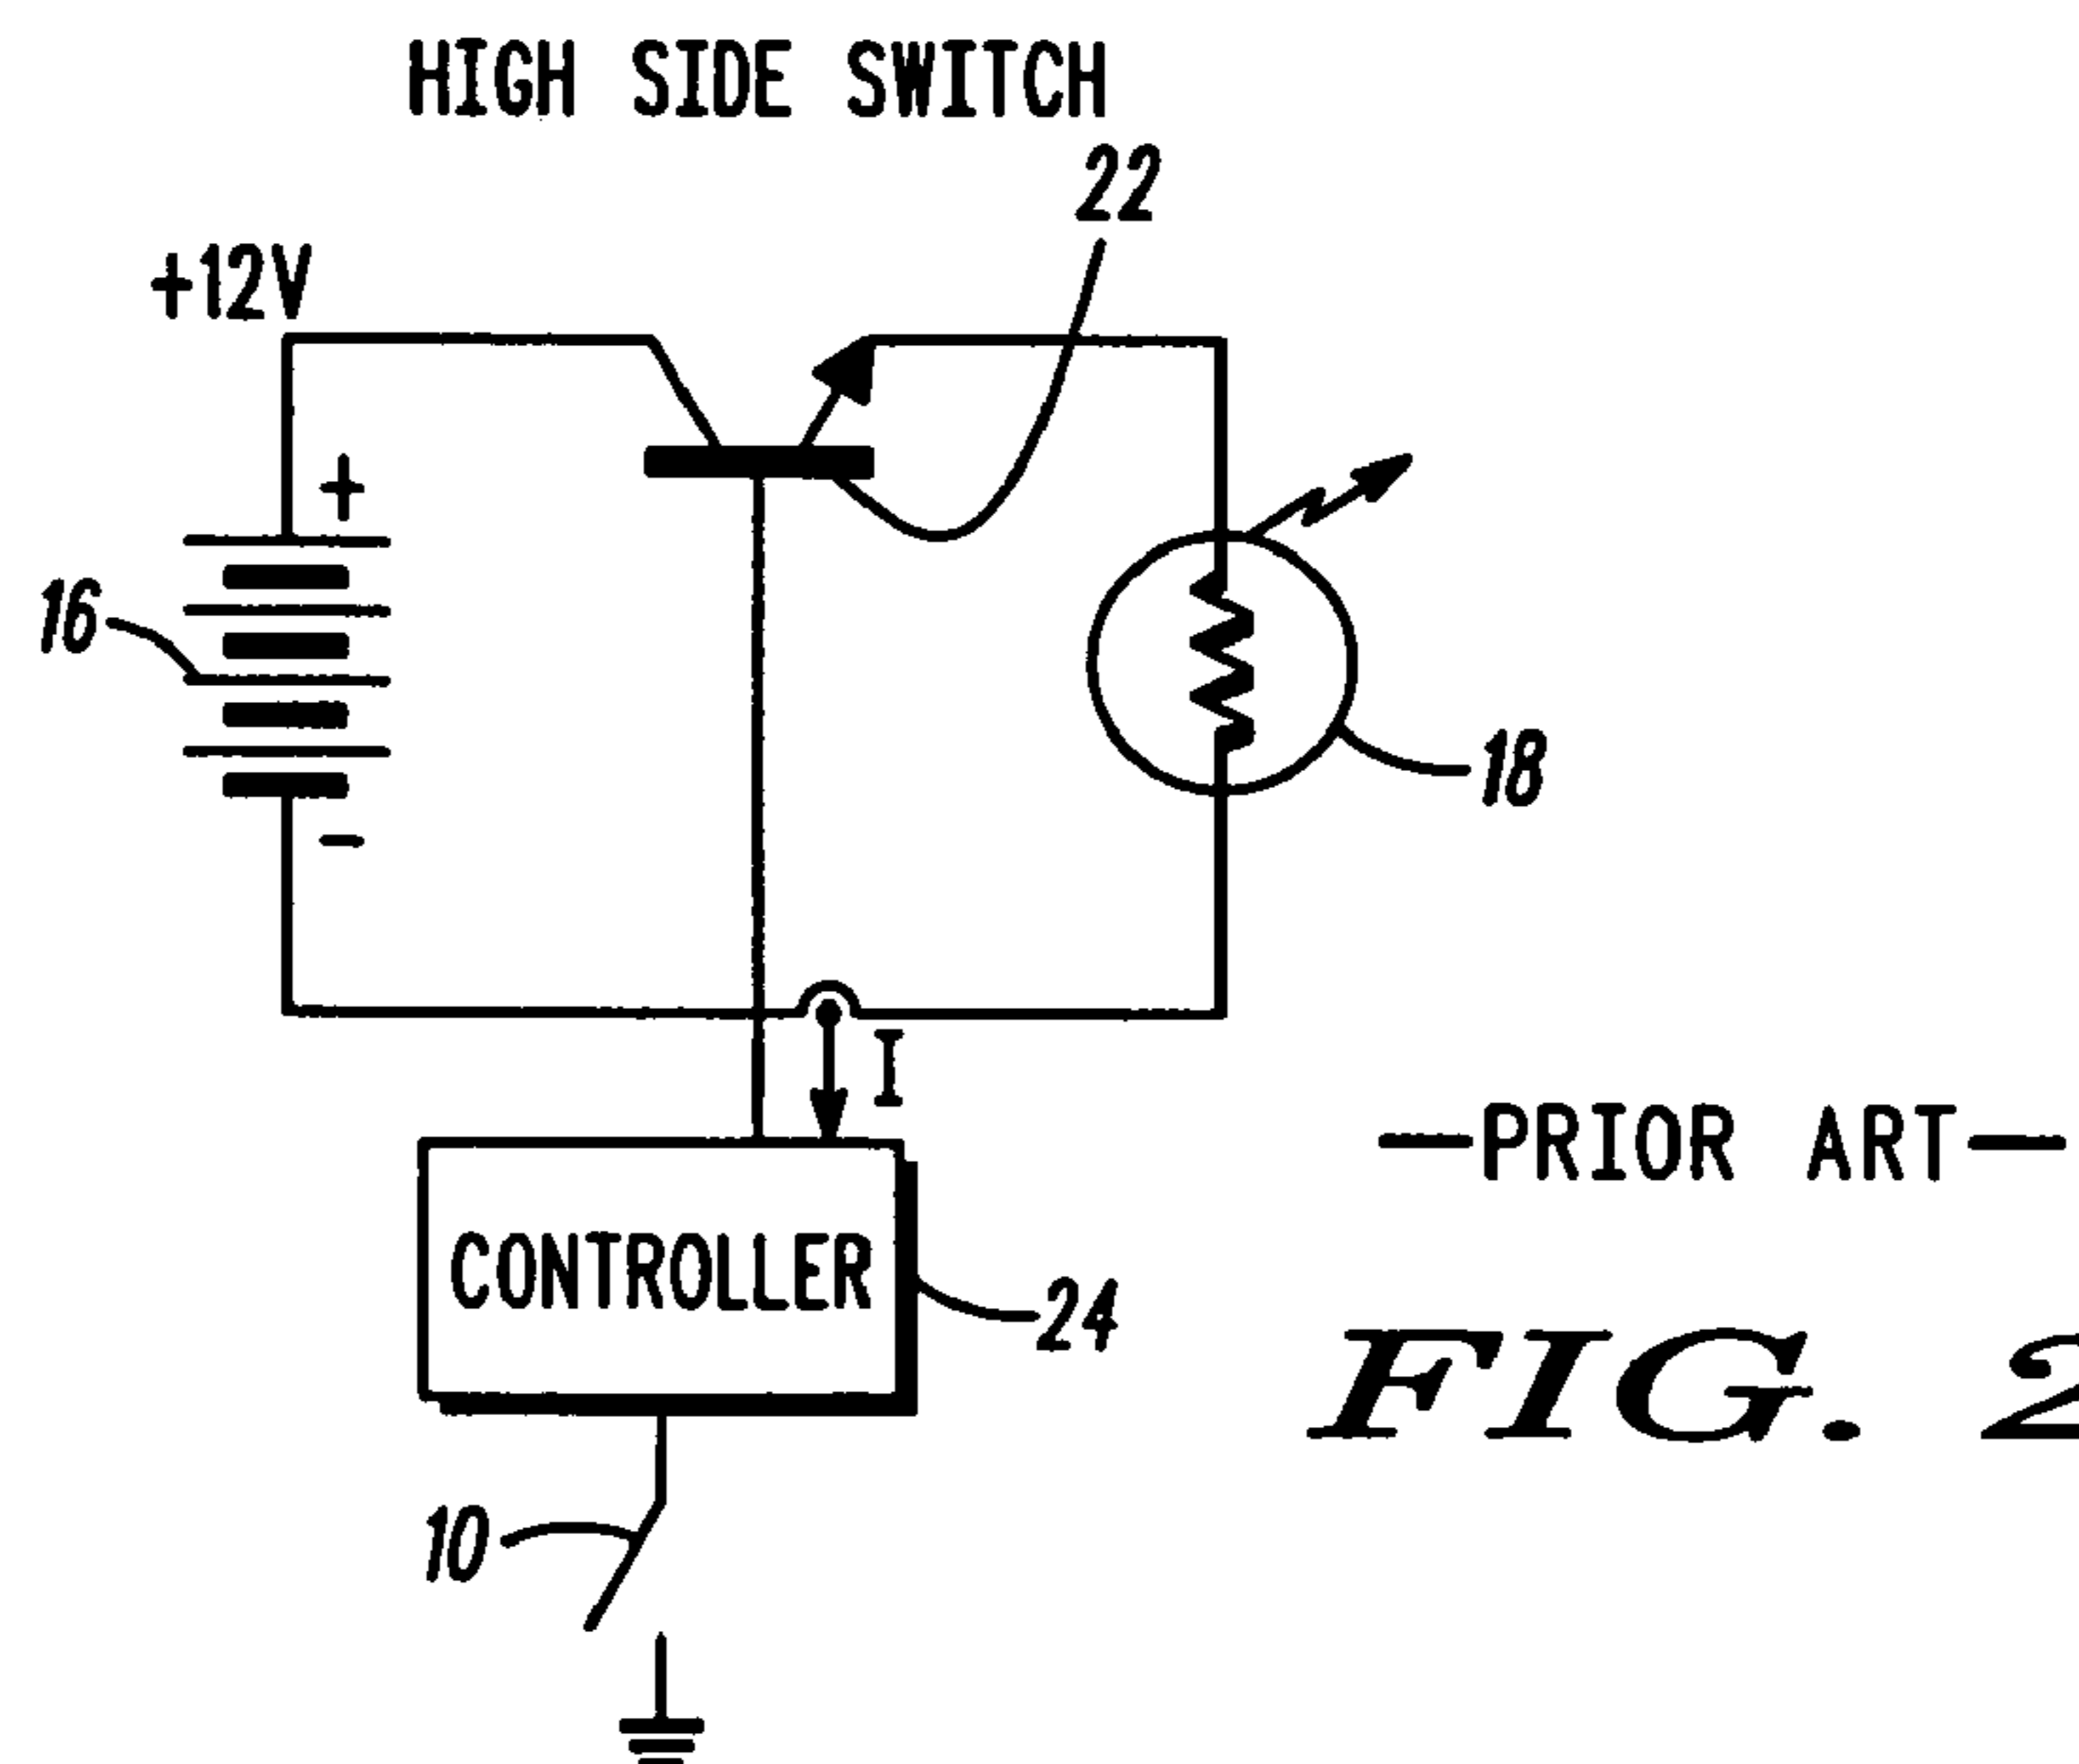 HIGH SIDE SWITCH
22
+12V
+
16
18
-
I
-PRIOR ART-
CONTROLLER
24
FIG. 2
10